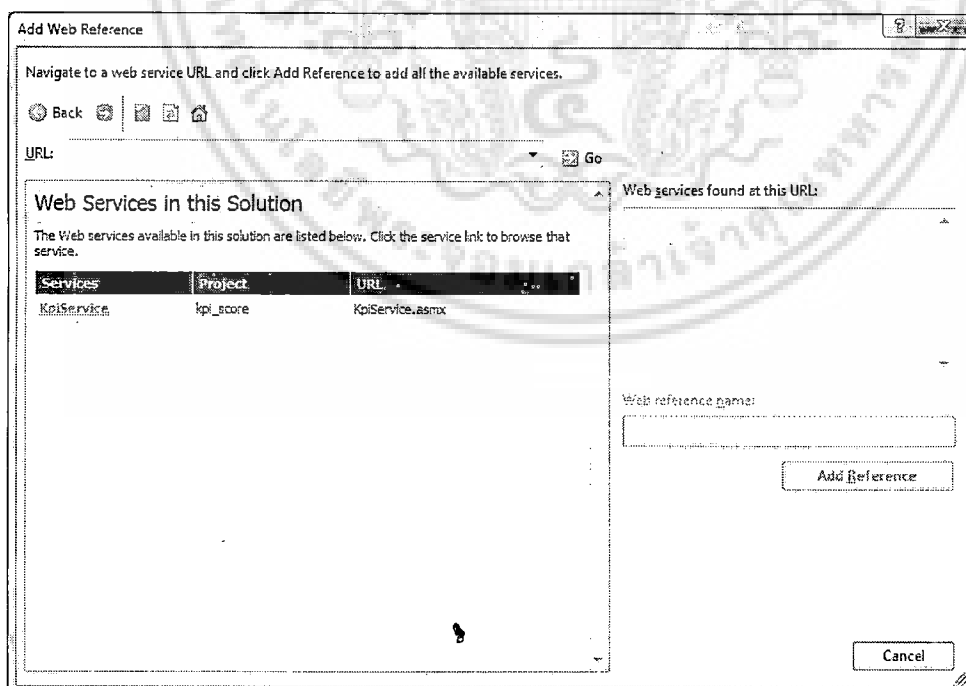 Add Web Reference
Navigate to a web service URL and click Add Reference to add all the available services.
Back
URL:
Go
Web Services in this Solution
The Web services available in this solution are listed below. Click the service link to browse that
service.
Services Project URL
KpiService kpi_score KpiService.asmx
Web services found at this URL:
Web reference name:
Add Reference
Cancel